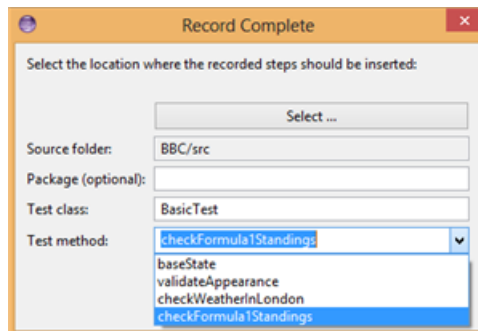 Record Complete
Select the location where the recorded steps should be inserted:
Select ...
Source folder: BBC/src
Package (optional):
Test class: BasicTest
Test method: checkFormula1Standings
baseState
validateAppearance
checkWeatherInLondon
checkFormula1Standings